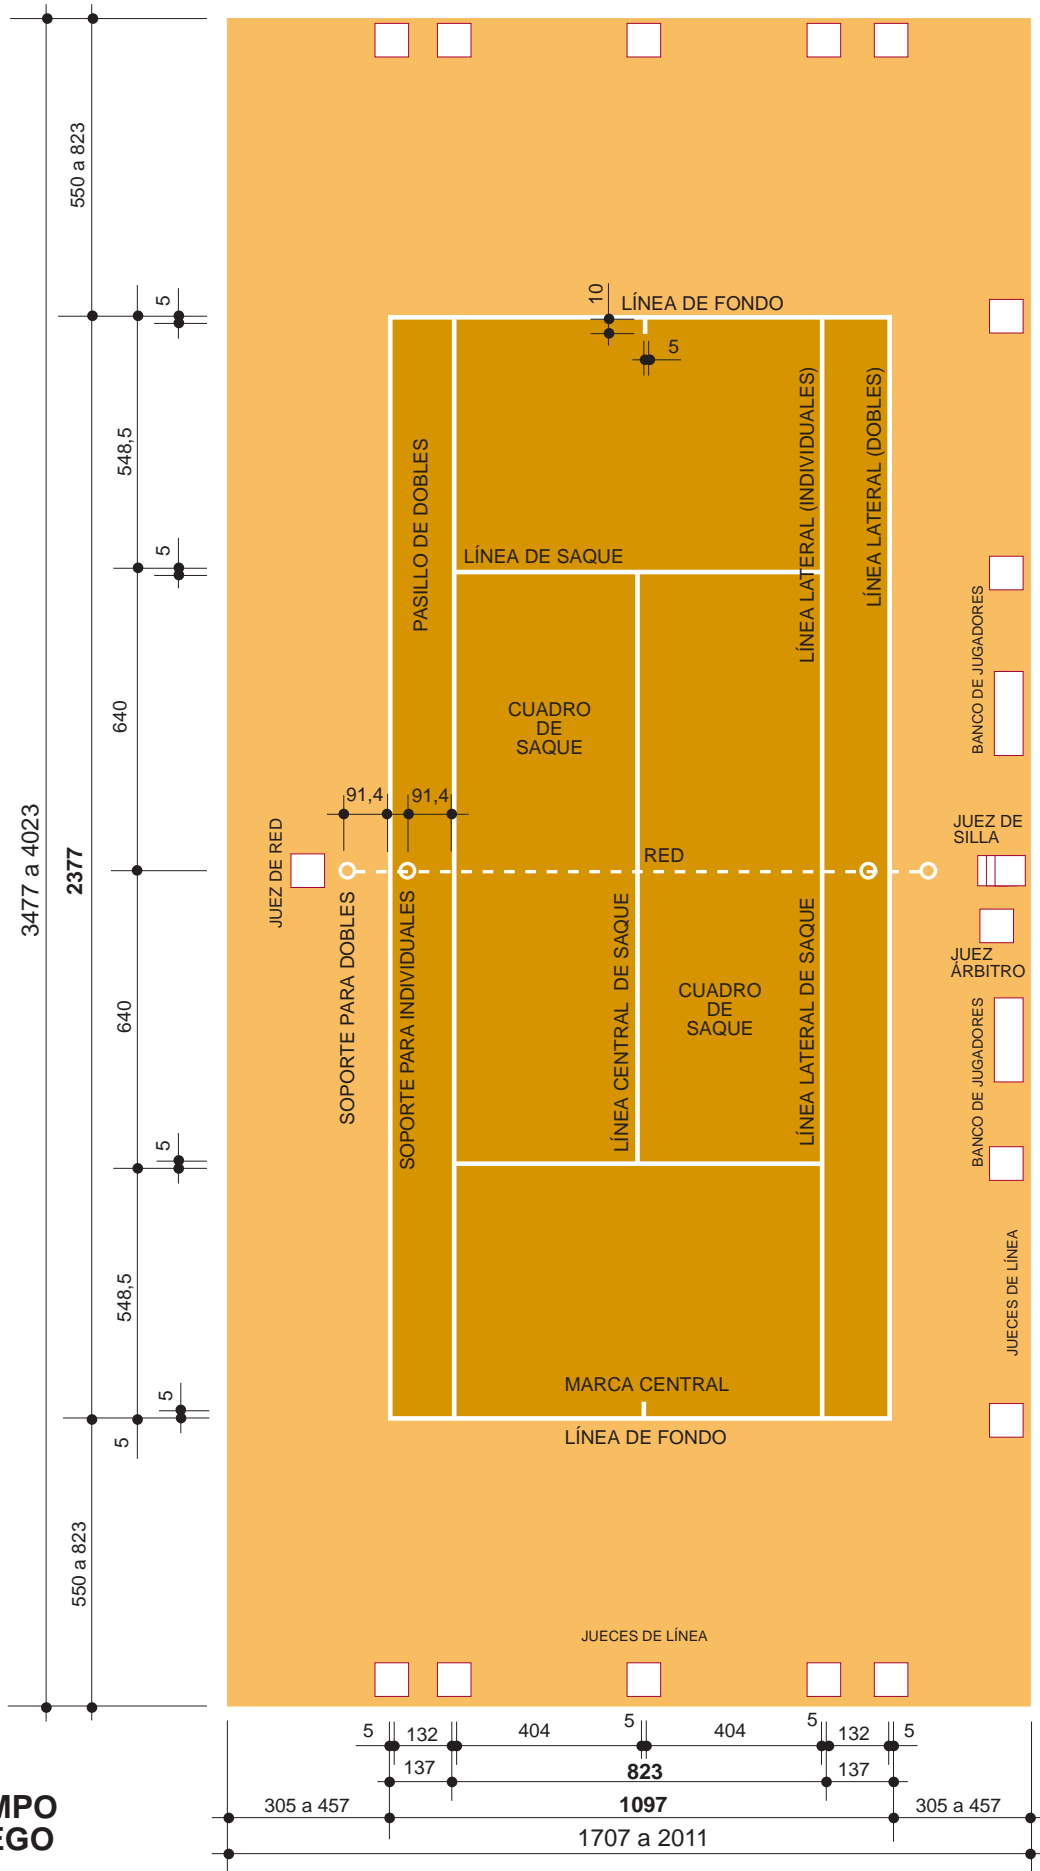 550 a 823
5
10
LÍNEA DE FONDO
5
548,5
PASILLO DE DOBLES
LÍNEA LATERAL (INDIVIDUALES)
LÍNEA LATERAL (DOBLES)
5
LÍNEA DE SAQUE
BANCO DE JUGADORES
640
CUADRO
DE
SAQUE
91,4
91,4
3477 a 4023
2377
JUEZ DE RED
RED
JUEZ DE
SILLA
SOPORTE PARA DOBLES
SOPORTE PARA INDIVIDUALES
LÍNEA CENTRAL DE SAQUE
LÍNEA LATERAL DE SAQUE
JUEZ
ÁRBITRO
640
CUADRO
DE
SAQUE
BANCO DE JUGADORES
5
548,5
JUECES DE LÍNEA
5
MARCA CENTRAL
5
LÍNEA DE FONDO
550 a 823
JUECES DE LÍNEA
5
132
404
5
404
5
132
5
137
823
137
305 a 457
1097
305 a 457
1707 a 2011
MPO
EGO